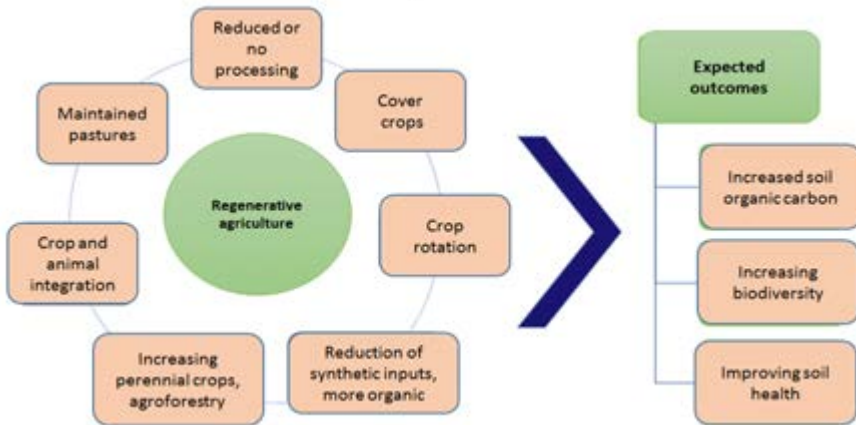 Reduced or
no
processing
Cover
crops
Crop
rotation
Reduction of
synthetic inputs,
more organic
Increasing
perennial crops,
agroforestry
Crop and
animal
integration
Maintained
pastures
Regenerative
agriculture
Expected
outcomes
Increased soil
organic carbon
Increasing
biodiversity
Improving soil
health